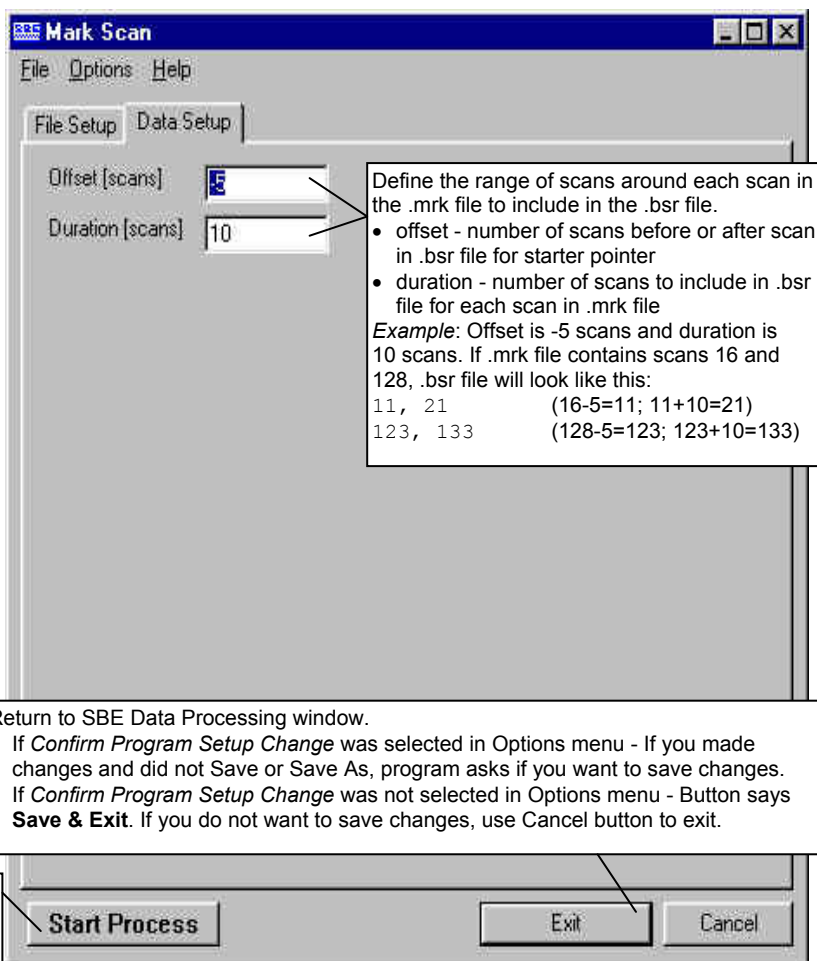 SBE Mark Scan
File Options Help
File Setup Data Setup
Offset [scans] -5
Duration [scans] 10
Define the range of scans around each scan in
the .mrk file to include in the .bsr file.
• offset - number of scans before or after scan
in .bsr file for starter pointer
• duration - number of scans to include in .bsr
file for each scan in .mrk file
Example: Offset is -5 scans and duration is
10 scans. If .mrk file contains scans 16 and
128, .bsr file will look like this:
11, 21 (16-5=11; 11+10=21)
123, 133 (128-5=123; 123+10=133)
Return to SBE Data Processing window.
If Confirm Program Setup Change was selected in Options menu - If you made
changes and did not Save or Save As, program asks if you want to save changes.
If Confirm Program Setup Change was not selected in Options menu - Button says
Save & Exit. If you do not want to save changes, use Cancel button to exit.
Start Process Exit Cancel